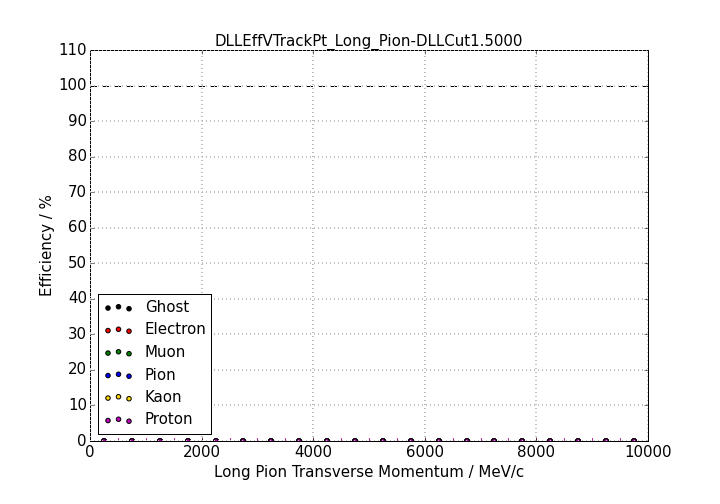 DLLEffVTrackPt_Long_Pion-DLLCut1.5000
110
100
90
80
70
60
50
40
30
20
10
0
Efficiency / %
Ghost
Electron
Muon
Pion
Kaon
Proton
0 2000 4000 6000 8000 10000
Long Pion Transverse Momentum / MeV/c